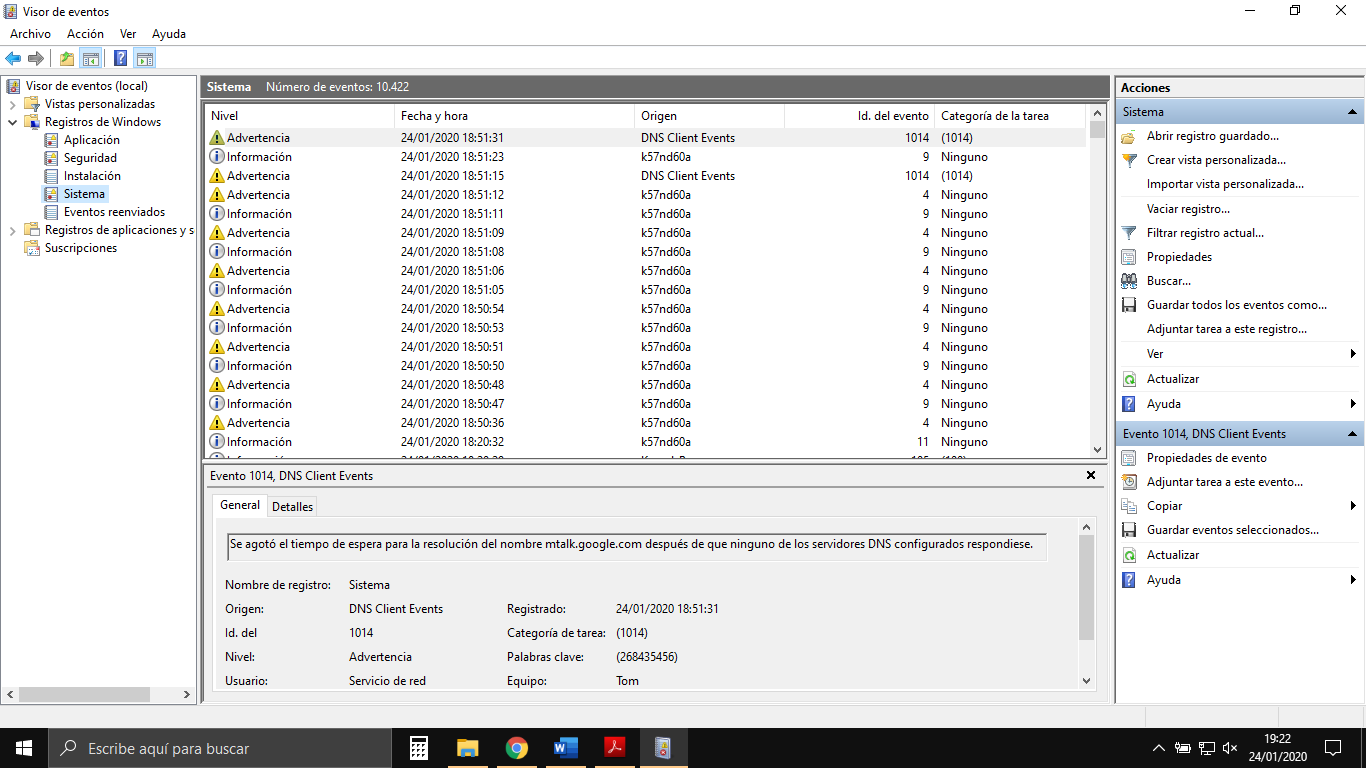 Visor de eventos
Archivo Acción Ver Ayuda
Visor de eventos (local)
Vistas personalizadas
Registros de Windows
Aplicación
Seguridad
Instalación
Sistema
Eventos reenviados
Registros de aplicaciones y s
Suscripciones
Sistema Número de eventos: 10.422
Nivel Fecha y hora Origen Id. del evento Categoría de la tarea
Advertencia 24/01/2020 18:51:31 DNS Client Events 1014 (1014)
Información 24/01/2020 18:51:23 k57nd60a 9 Ninguno
Advertencia 24/01/2020 18:51:15 DNS Client Events 1014 (1014)
Advertencia 24/01/2020 18:51:12 k57nd60a 4 Ninguno
Información 24/01/2020 18:51:11 k57nd60a 9 Ninguno
Advertencia 24/01/2020 18:51:09 k57nd60a 4 Ninguno
Información 24/01/2020 18:51:08 k57nd60a 9 Ninguno
Advertencia 24/01/2020 18:51:06 k57nd60a 4 Ninguno
Información 24/01/2020 18:51:05 k57nd60a 9 Ninguno
Advertencia 24/01/2020 18:50:54 k57nd60a 4 Ninguno
Información 24/01/2020 18:50:53 k57nd60a 9 Ninguno
Advertencia 24/01/2020 18:50:51 k57nd60a 4 Ninguno
Información 24/01/2020 18:50:50 k57nd60a 9 Ninguno
Advertencia 24/01/2020 18:50:48 k57nd60a 4 Ninguno
Información 24/01/2020 18:50:47 k57nd60a 9 Ninguno
Advertencia 24/01/2020 18:50:36 k57nd60a 4 Ninguno
Información 24/01/2020 18:20:32 k57nd60a 11 Ninguno
Evento 1014, DNS Client Events
General Detalles
Se agotó el tiempo de espera para la resolución del nombre mtalk.google.com después de que ninguno de los servidores DNS configurados respondiese.
Nombre de registro: Sistema
Origen: DNS Client Events Registrado: 24/01/2020 18:51:31
Id. del 1014 Categoría de tarea: (1014)
Nivel: Advertencia Palabras clave: (268435456)
Usuario: Servicio de red Equipo: Tom
Acciones
Sistema
Abrir registro guardado...
Crear vista personalizada...
Importar vista personalizada...
Vaciar registro...
Filtrar registro actual...
Propiedades
Buscar...
Guardar todos los eventos como...
Adjuntar tarea a este registro...
Ver
Actualizar
Ayuda
Evento 1014, DNS Client Events
Propiedades de evento
Adjuntar tarea a este evento...
Copiar
Guardar eventos seleccionados...
Actualizar
Ayuda
Escribe aquí para buscar
19:22
24/01/2020